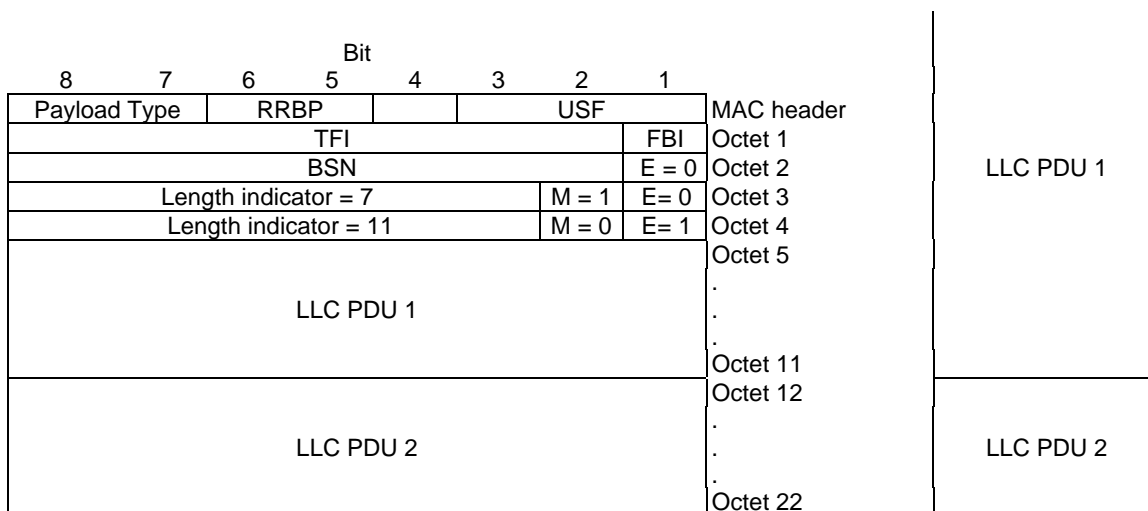 Bit
8 7 6 5 4 3 2 1
Payload Type RRBP USF MAC header
TFI FBI Octet 1
BSN E = 0 Octet 2 LLC PDU 1
Length indicator = 7 M = 1 E= 0 Octet 3
Length indicator = 11 M = 0 E= 1 Octet 4
Octet 5
.
LLC PDU 1 .
.
Octet 11
Octet 12
.
LLC PDU 2 . LLC PDU 2
.
Octet 22